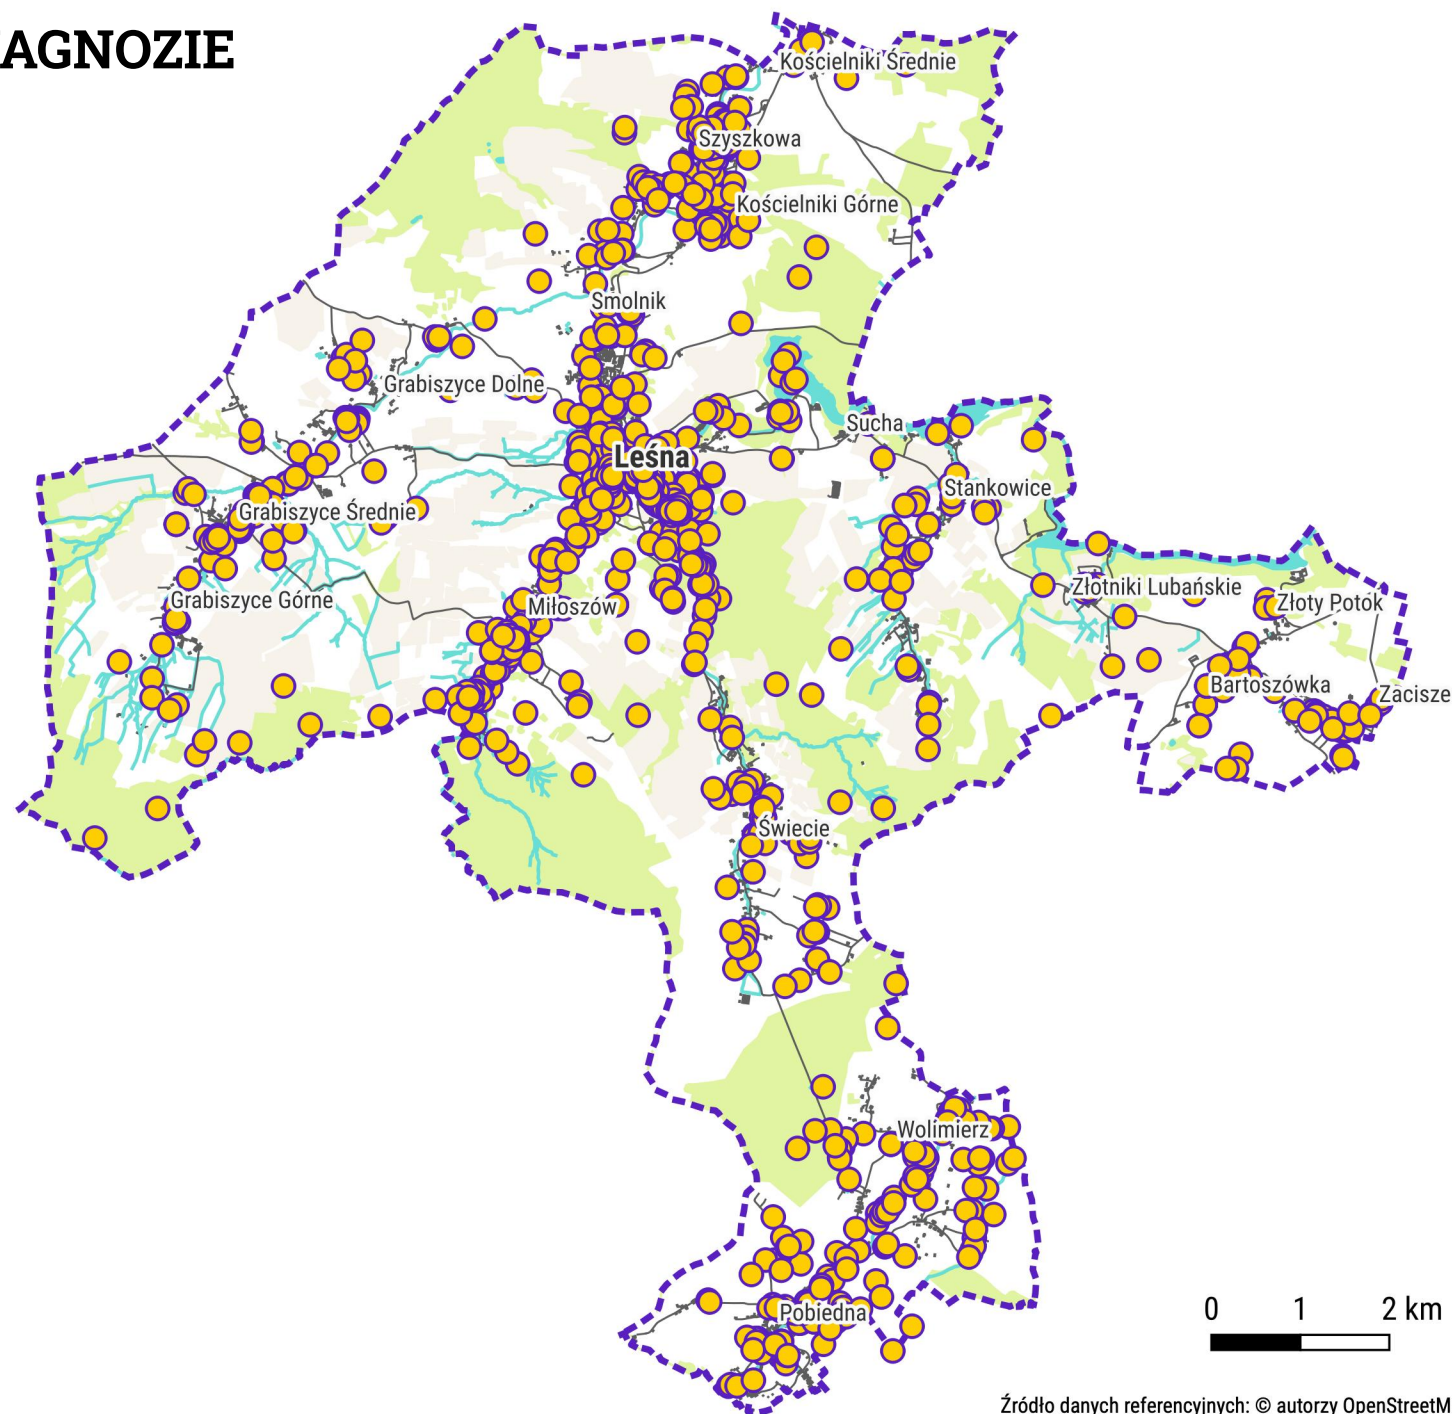 AGNOZIE
Kościelniki Średnie
Szyszkowa
Kościelniki Górne
Smolnik
Grabiszyce Dolne
Sucha
Leśna
Stankowice
Grabiszyce Średnie
Złotniki Lubańskie
Grabiszyce Górne
Miłoszów
Złoty Potok
Bartoszówka
Zacisze
Świecie
Wolimierz
Pobiedna
0 1 2 km
Źródło danych referencyjnych: © autorzy OpenStreetM